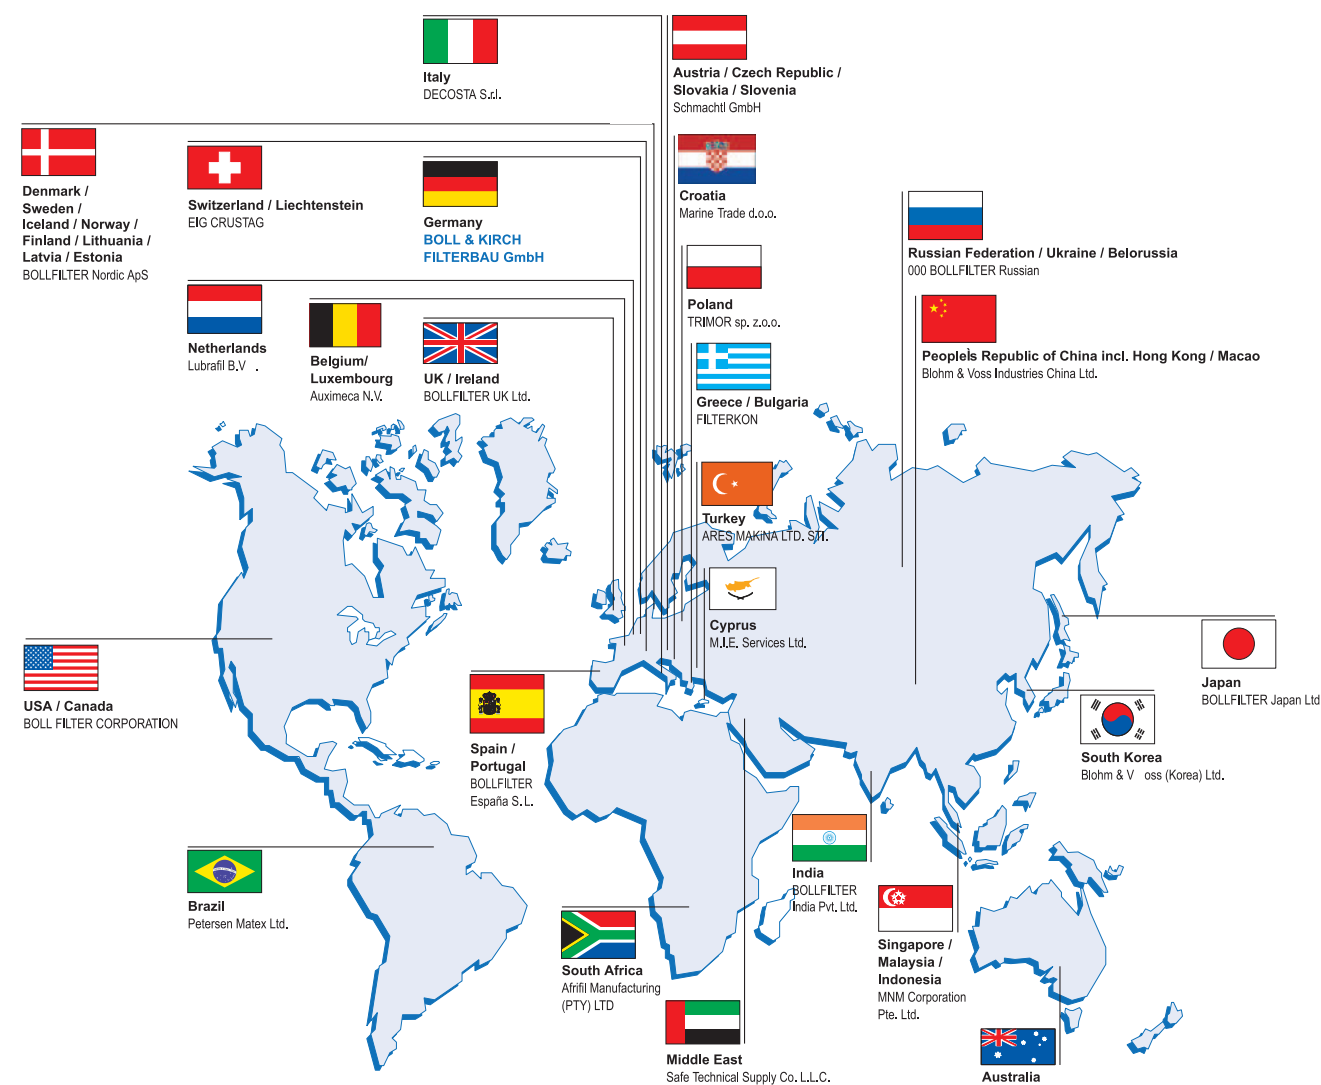 Italy
DECOSTA S.r.l.
Austria / Czech Republic /
Slovakia / Slovenia
Schmachtl GmbH
Denmark /
Sweden /
Iceland / Norway /
Finland / Lithuania /
Latvia / Estonia
BOLLFILTER Nordic ApS
Switzerland / Liechtenstein
EIG CRUSTAG
Germany
BOLL & KIRCH
FILTERBAU GmbH
Croatia
Marine Trade d.o.o.
Russian Federation / Ukraine / Belorussia
000 BOLLFILTER Russian
Poland
TRIMOR sp. z.o.o.
Netherlands
Lubrafil B.V .
Belgium/
Luxembourg
Auximeca N.V.
UK / Ireland
BOLLFILTER UK Ltd.
People's Republic of China incl. Hong Kong / Macao
Blohm & Voss Industries China Ltd.
Greece / Bulgaria
FILTERKON
Turkey
ARES MAKiNA LTD. STI.
Cyprus
M.I.E. Services Ltd.
USA / Canada
BOLL FILTER CORPORATION
Spain /
Portugal
BOLLFILTER
España S.L.
Japan
BOLLFILTER Japan Ltd
South Korea
Blohm & V oss (Korea) Ltd.
Brazil
Petersen Matex Ltd.
India
BOLLFILTER
India Pvt. Ltd.
South Africa
Afrifil Manufacturing
(PTY) LTD
Singapore /
Malaysia /
Indonesia
MNM Corporation
Pte. Ltd.
Middle East
Safe Technical Supply Co. L.L.C.
Australia